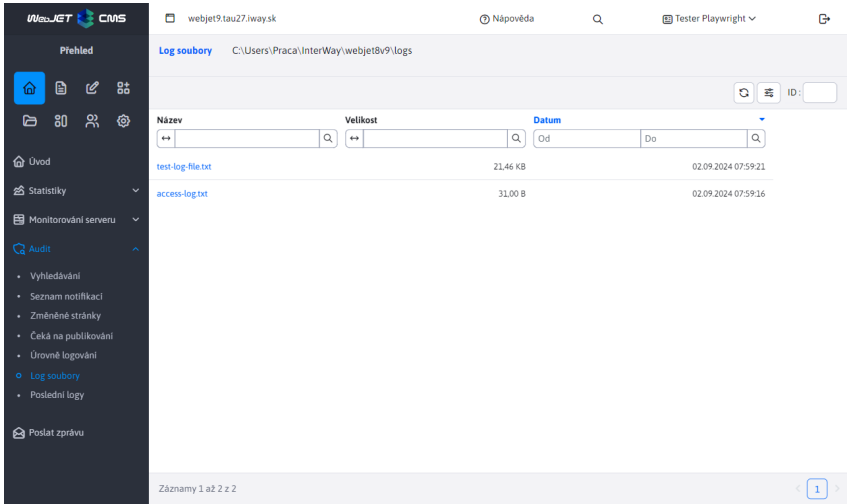 WebJET CMS
webjet9.tau27.iway.sk
Nápověda
Tester Playwright
Přehled
Log soubory
C:\Users\Praca\InterWay\webjet8v9\logs
ID :
Název
Velikost
Datum
Od
Do
test-log-file.txt
21,46 KB
02.09.2024 07:59:21
access-log.txt
31,00 B
02.09.2024 07:59:16
Úvod
Statistiky
Monitorování serveru
Audit
Vyhledávání
Seznam notifikací
Změněné stránky
Čeká na publikování
Úrovně logování
Log soubory
Poslední logy
Poslat zprávu
Záznamy 1 až 2 z 2
1